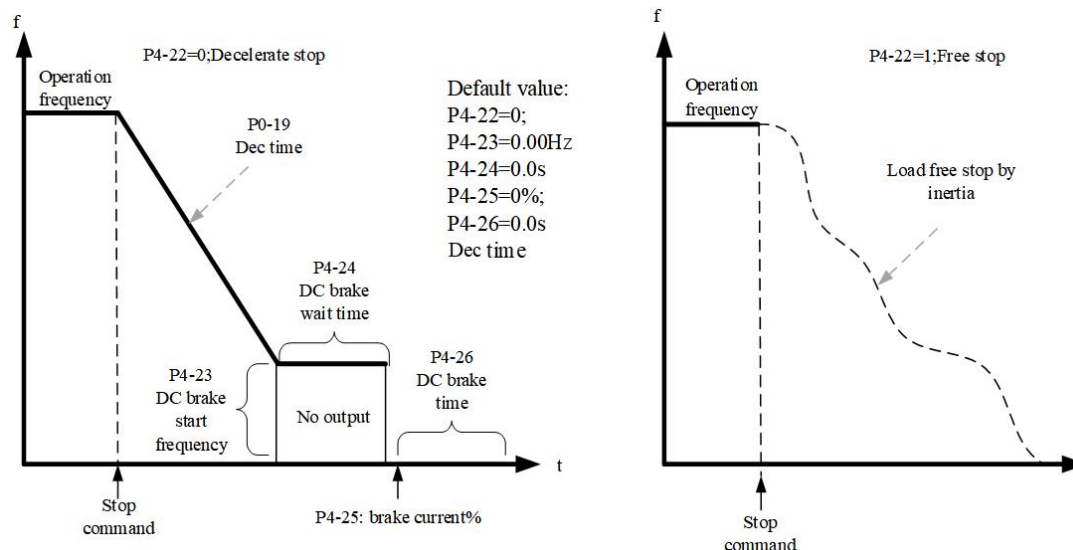 f
P4-22=0;Decelerate stop
Operation
frequency
P0-19
Dec time
Default value:
P4-22=0;
P4-23=0.00Hz
P4-24=0.0s
P4-25=0%;
P4-26=0.0s
Dec time
P4-24
DC brake
wait time
P4-23
DC brake
start
frequency
No output
P4-26
DC brake
time
t
Stop
command
P4-25: brake current%
f
P4-22=1;Free stop
Operation
frequency
Load free stop by
inertia
Stop
command